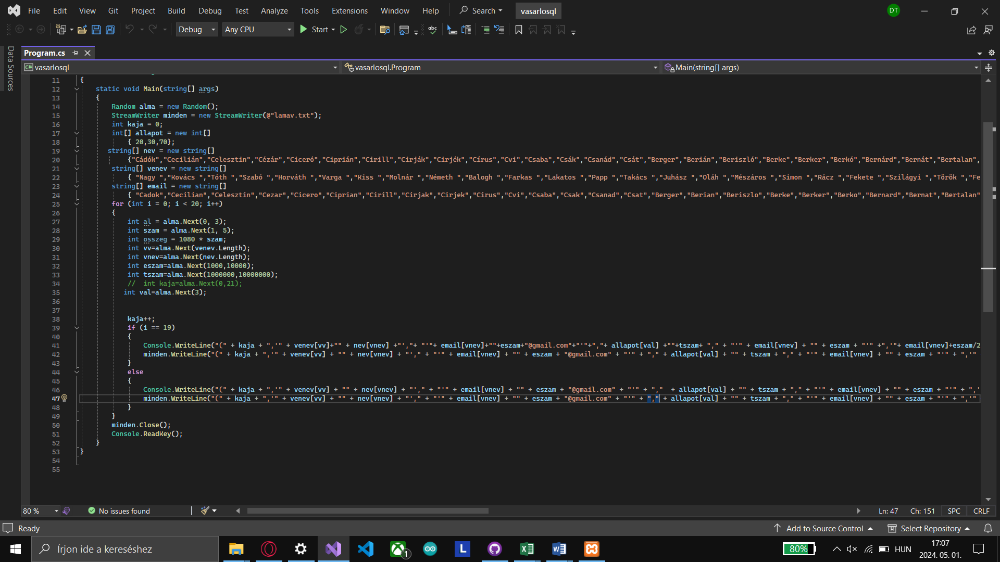 File Edit View Git Project Build Debug Test Analyze Tools Extensions Window Help Search vasarlosql DT
Debug Any CPU Start
Data Sources
Program.cs
C# vasarlosql vasarlosql.Program Main(string[] args)
11 {
12 static void Main(string[] args)
13 {
14 Random alma = new Random();
15 StreamWriter minden = new StreamWriter(@"lamav.txt");
16 int kaja = 0;
17 int[] allapot = new int[]
18 { 20,30,70};
19 string[] nev = new string[]
20 {"Cádók","Cecilián","Celesztin","Cézár","Ciceró","Ciprián","Cirill","Cirják","Cirjék","Círus","Cvi","Csaba","Csák","Csanád","Csát","Berger","Berián","Beriszló","Berke","Berker","Berkó","Bernárd","Bernát","Bertalan",
21 string[] venev = new string[]
22 { "Nagy ","Kovács ","Tóth ","Szabó ","Horváth ","Varga ","Kiss ","Molnár ","Németh ","Balogh ","Farkas ","Lakatos ","Papp ","Takács ","Juhász ","Oláh ","Mészáros ","Simon ","Rácz ","Fekete ","Szilágyi ","Török ","Fe
23 string[] email = new string[]
24 { "Cadok","Cecilian","Celesztin","Cezar","Cicero","Ciprian","Cirill","Cirjak","Cirjek","Cirus","Cvi","Csaba","Csak","Csanad","Csat","Berger","Berian","Beriszlo","Berke","Berker","Berko","Bernard","Bernat","Bertalan"
25 for (int i = 0; i < 20; i++)
26 {
27 int al = alma.Next(0, 3);
28 int szam = alma.Next(1, 5);
29 int osszeg = 1080 * szam;
30 int vv=alma.Next(venev.Length);
31 int vnev=alma.Next(nev.Length);
32 int eszam=alma.Next(1000,10000);
33 int tszam=alma.Next(1000000,10000000);
34 //  int kaja=alma.Next(0,21);
35 int val=alma.Next(3);
36
37
38 kaja++;
39 if (i == 19)
40 {
41 Console.WriteLine("(" + kaja + ",'" + venev[vv]+"" + nev[vnev] +"',"+ "'"+ email[vnev]+""+eszam+"@gmail.com"+"'"+","+ allapot[val] +""+tszam+ "," + "'" + email[vnev] + "" + eszam + "'" +",'"+ email[vnev]+eszam/2
42 minden.WriteLine("(" + kaja + ",'" + venev[vv] + "" + nev[vnev] + "'," + "'" + email[vnev] + "" + eszam + "@gmail.com" + "'" + "," + allapot[val] + "" + tszam + "," + "'" + email[vnev] + "" + eszam + "'" + ",'"
43 }
44 else
45 {
46 Console.WriteLine("(" + kaja + ",'" + venev[vv] + "" + nev[vnev] + "'," + "'" + email[vnev] + "" + eszam + "@gmail.com" + "'" + ","  + allapot[val] + "" + tszam + "," + "'" + email[vnev] + "" + eszam + "'" + ",'
47 minden.WriteLine("(" + kaja + ",'" + venev[vv] + "" + nev[vnev] + "'," + "'" + email[vnev] + "" + eszam + "@gmail.com" + "'" + "," + allapot[val] + "" + tszam + "," + "'" + email[vnev] + "" + eszam + "'" + ",'"
48 }
49 }
50 minden.Close();
51 Console.ReadKey();
52 }
53 }
54
55
80 % No issues found Ln: 47 Ch: 151 SPC CRLF
Ready Add to Source Control Select Repository
Írjon ide a kereséshez 1 L 80% HUN 17:07
2024. 05. 01.